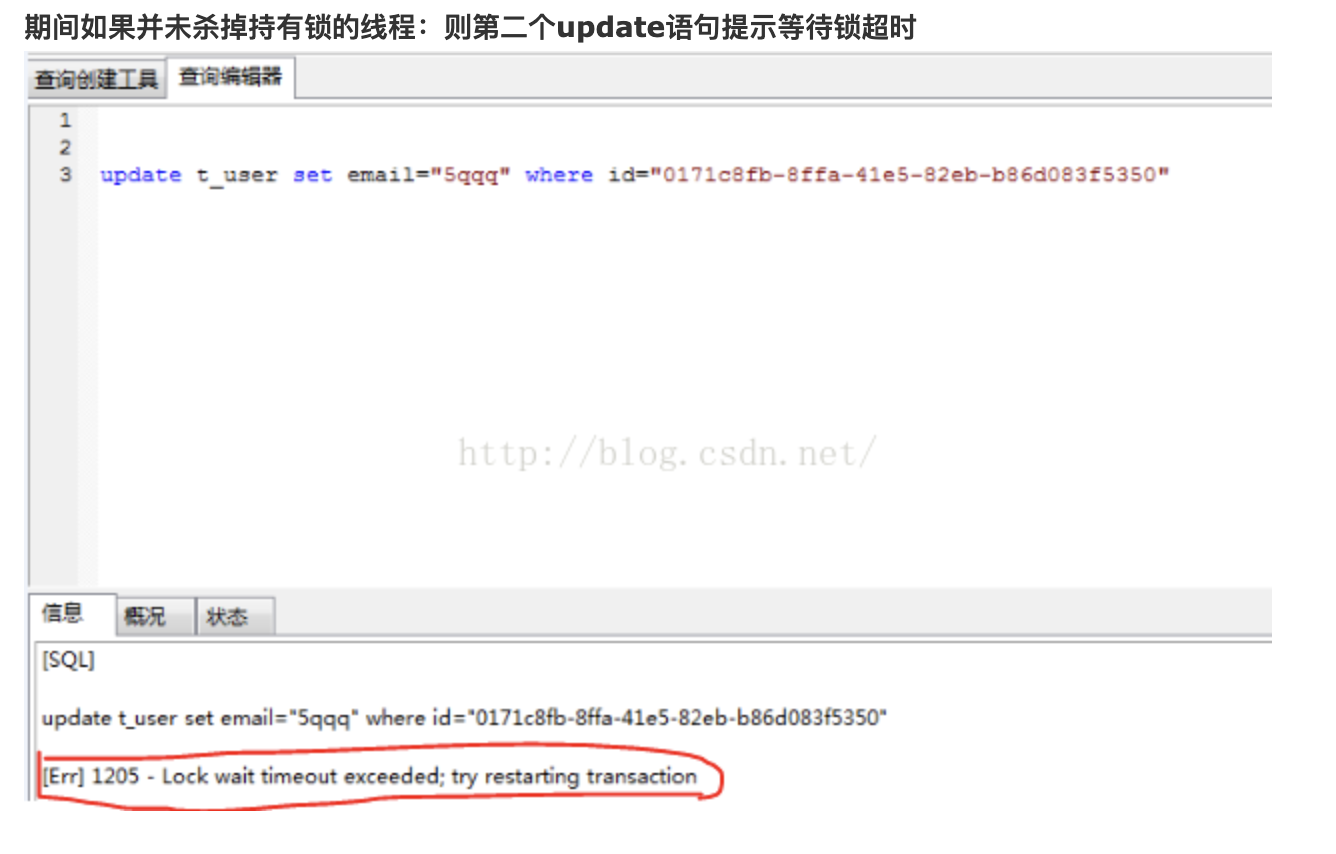 期间如果并未杀掉持有锁的线程：则第二个update语句提示等待锁超时
查询创建工具 查询编辑器
1
2
3 update t_user set email="5qqq" where id="0171c8fb-8ffa-41e5-82eb-b86d083f5350"
http://blog.csdn.net/
信息 概况 状态
[SQL]
update t_user set email="5qqq" where id="0171c8fb-8ffa-41e5-82eb-b86d083f5350"
[Err] 1205 - Lock wait timeout exceeded; try restarting transaction